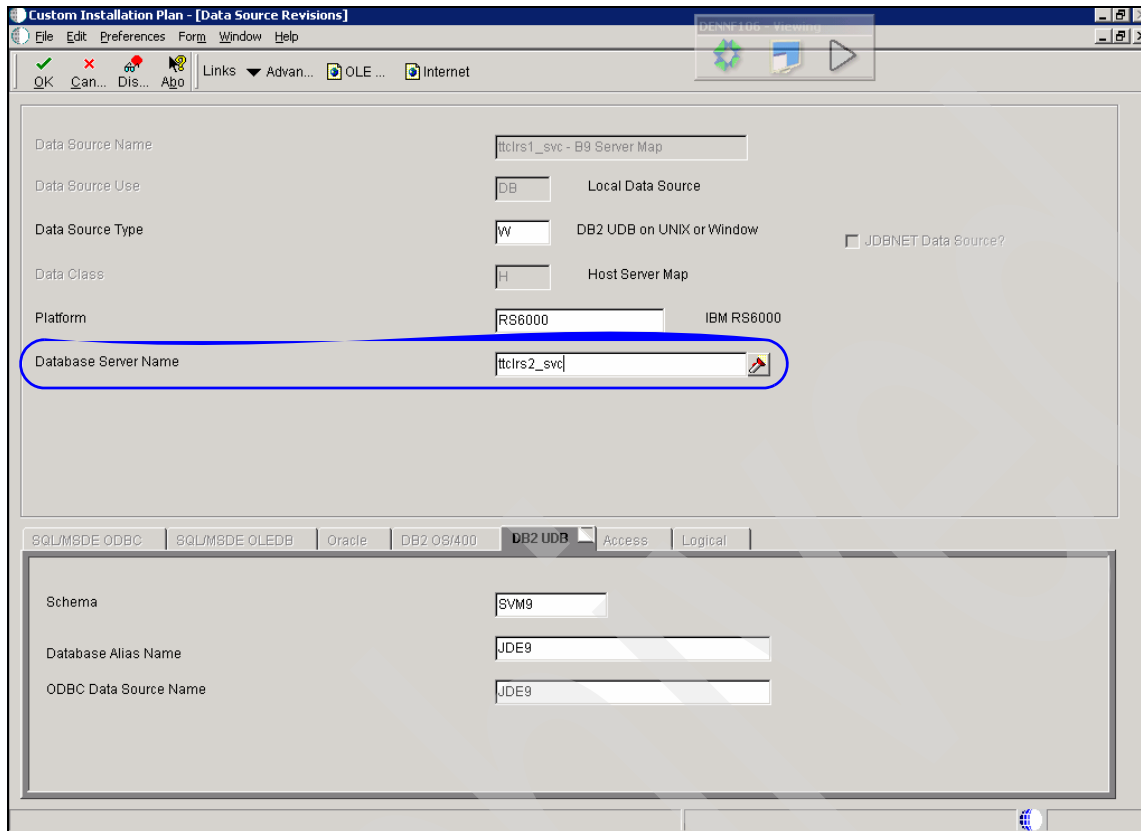 Custom Installation Plan - [Data Source Revisions]
DENNF106 - Viewing
File Edit Preferences Form Window Help
OK Can... Dis... Abo Links Advan... OLE ... Internet
Data Source Name ttclrs1_svc - B9 Server Map
Data Source Use DB Local Data Source
Data Source Type W DB2 UDB on UNIX or Window
JDBNET Data Source?
Data Class H Host Server Map
Platform RS6000 IBM RS6000
Database Server Name ttclrs2_svc
SQL/MSDE ODBC SQL/MSDE OLEDB Oracle DB2 OS/400 DB2 UDB Access Logical
Schema SVM9
Database Alias Name JDE9
ODBC Data Source Name JDE9